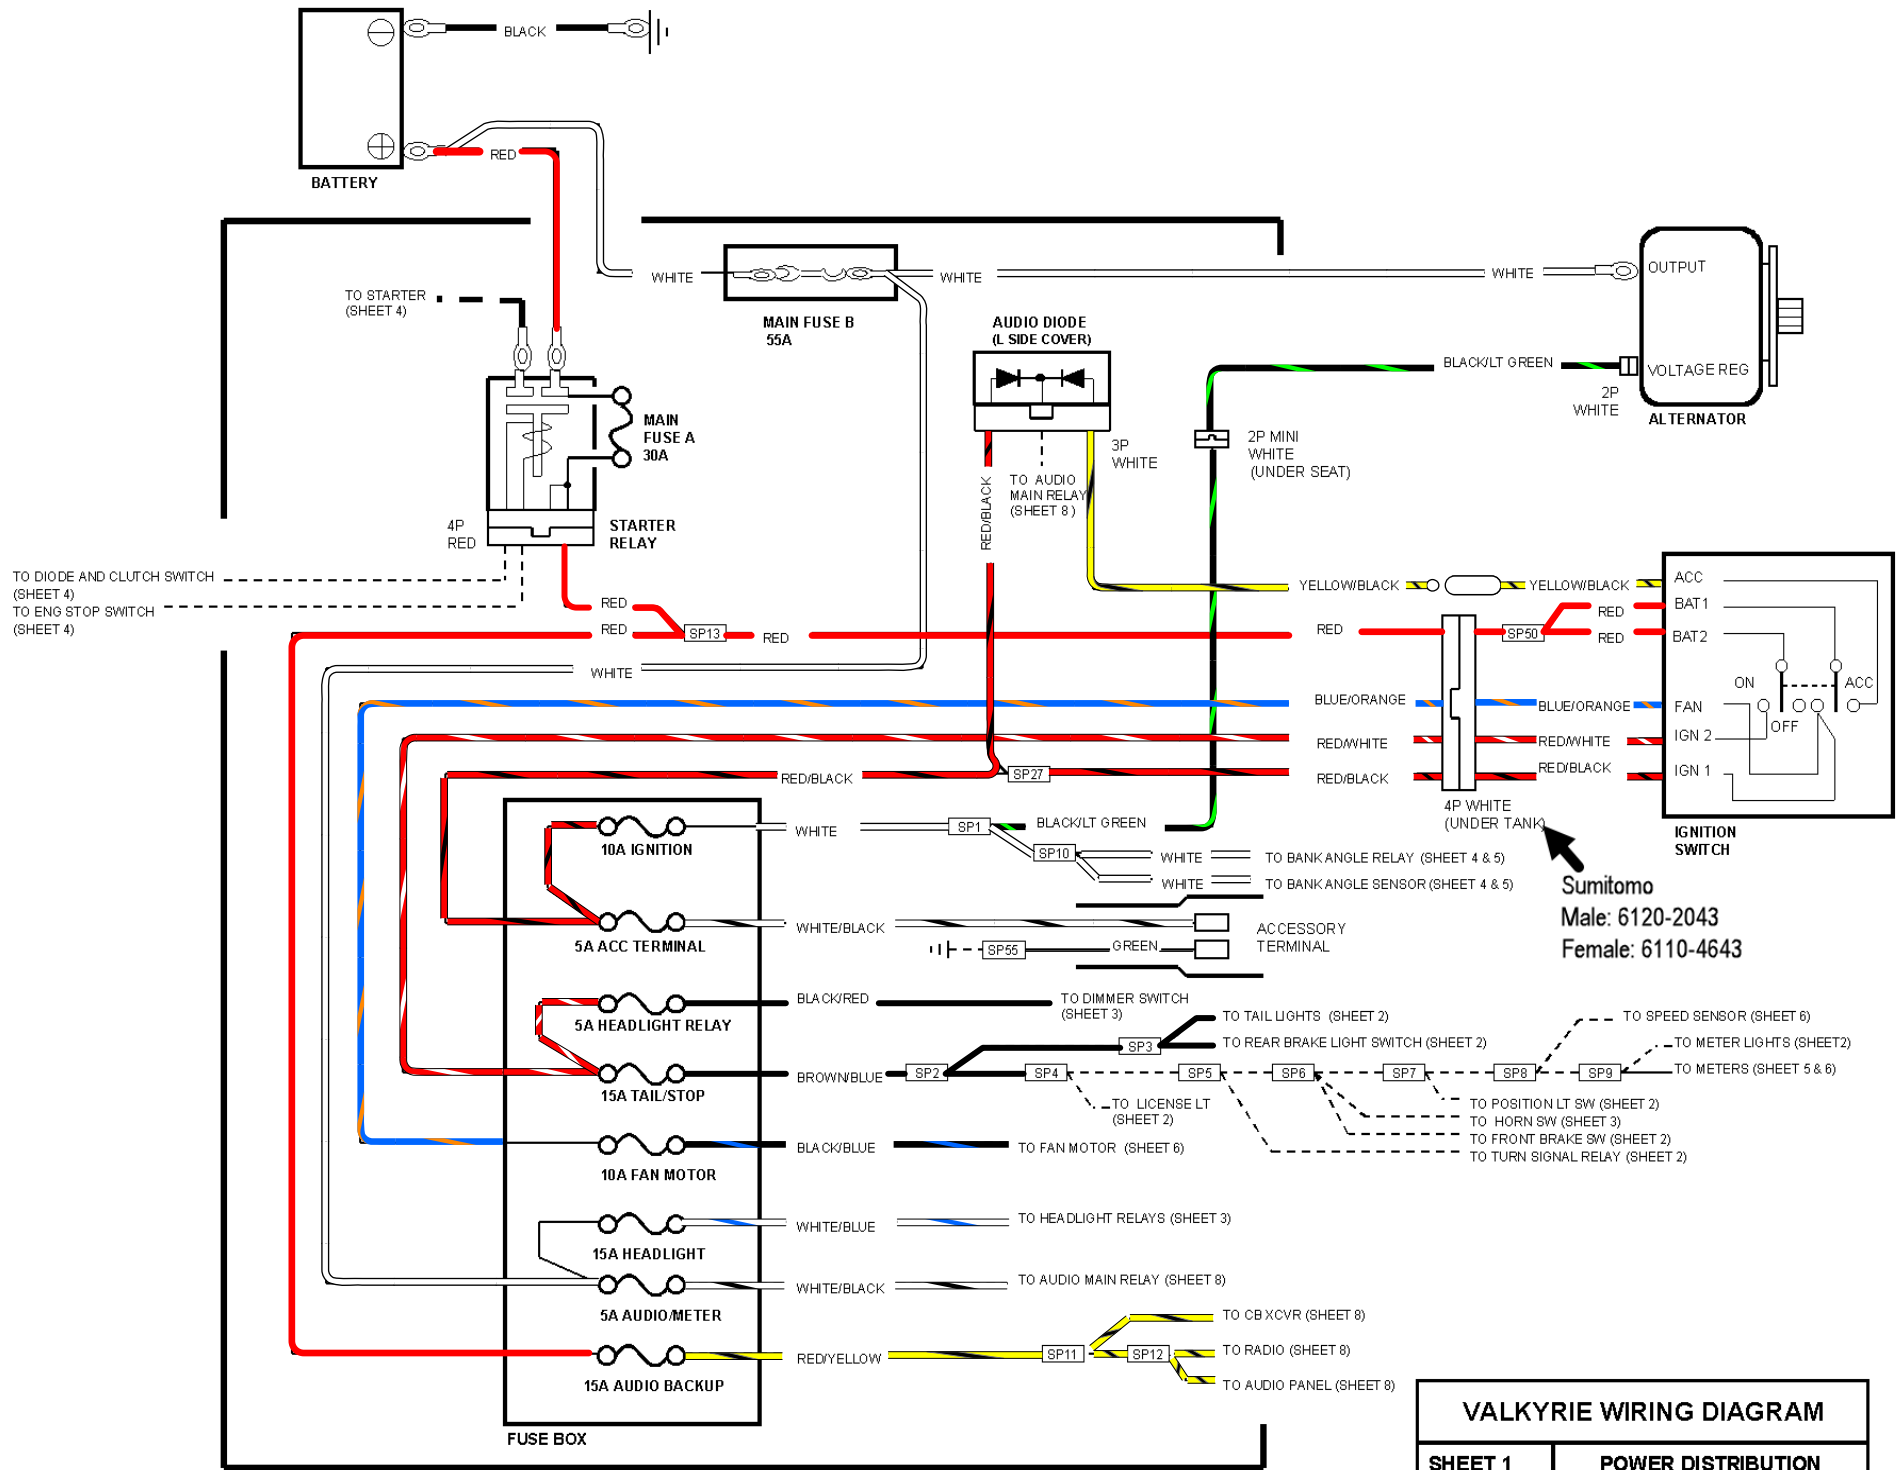 BLACK
RED
BATTERY
WHITE
WHITE
WHITE
OUTPUT
TO STARTER
(SHEET 4)
MAIN FUSE B
55A
AUDIO DIODE
(L SIDE COVER)
BLACK/LT GREEN
VOLTAGE REG
2P
WHITE
ALTERNATOR
MAIN
FUSE A
30A
3P
WHITE
2P MINI
WHITE
(UNDER SEAT)
TO AUDIO
MAIN RELAY
(SHEET 8)
RED/BLACK
4P
RED
STARTER
RELAY
TO DIODE AND CLUTCH SWITCH
(SHEET 4)
TO ENG STOP SWITCH
(SHEET 4)
YELLOW/BLACK
YELLOW/BLACK
ACC
BAT1
BAT2
RED
RED
SP13
RED
RED
SP50
RED
RED
WHITE
ON
ACC
OFF
BLUE/ORANGE
BLUE/ORANGE
FAN
RED/WHITE
RED/WHITE
IGN 2
RED/BLACK
SP27
RED/BLACK
RED/BLACK
IGN 1
4P WHITE
(UNDER TANK)
IGNITION
SWITCH
10A IGNITION
WHITE
SP1
BLACK/LT GREEN
SP10
WHITE
TO BANK ANGLE RELAY (SHEET 4 & 5)
WHITE
TO BANK ANGLE SENSOR (SHEET 4 & 5)
Sumitomo
Male: 6120-2043
Female: 6110-4643
5A ACC TERMINAL
WHITE/BLACK
SP55
GREEN
ACCESSORY
TERMINAL
5A HEADLIGHT RELAY
BLACK/RED
TO DIMMER SWITCH
(SHEET 3)
TO TAIL LIGHTS (SHEET 2)
SP3
TO REAR BRAKE LIGHT SWITCH (SHEET 2)
TO SPEED SENSOR (SHEET 6)
TO METER LIGHTS (SHEET2)
TO METERS (SHEET 5 & 6)
15A TAIL/STOP
BROWN/BLUE
SP2
SP4
SP5
SP6
SP7
SP8
SP9
TO LICENSE LT
(SHEET 2)
TO POSITION LT SW (SHEET 2)
TO HORN SW (SHEET 3)
TO FRONT BRAKE SW (SHEET 2)
TO TURN SIGNAL RELAY (SHEET 2)
10A FAN MOTOR
BLACK/BLUE
TO FAN MOTOR (SHEET 6)
15A HEADLIGHT
WHITE/BLUE
TO HEADLIGHT RELAYS (SHEET 3)
5A AUDIO/METER
WHITE/BLACK
TO AUDIO MAIN RELAY (SHEET 8)
15A AUDIO BACKUP
RED/YELLOW
SP11
SP12
TO CB XCVR (SHEET 8)
TO RADIO (SHEET 8)
TO AUDIO PANEL (SHEET 8)
FUSE BOX
VALKYRIE WIRING DIAGRAM
SHEET 1
POWER DISTRIBUTION